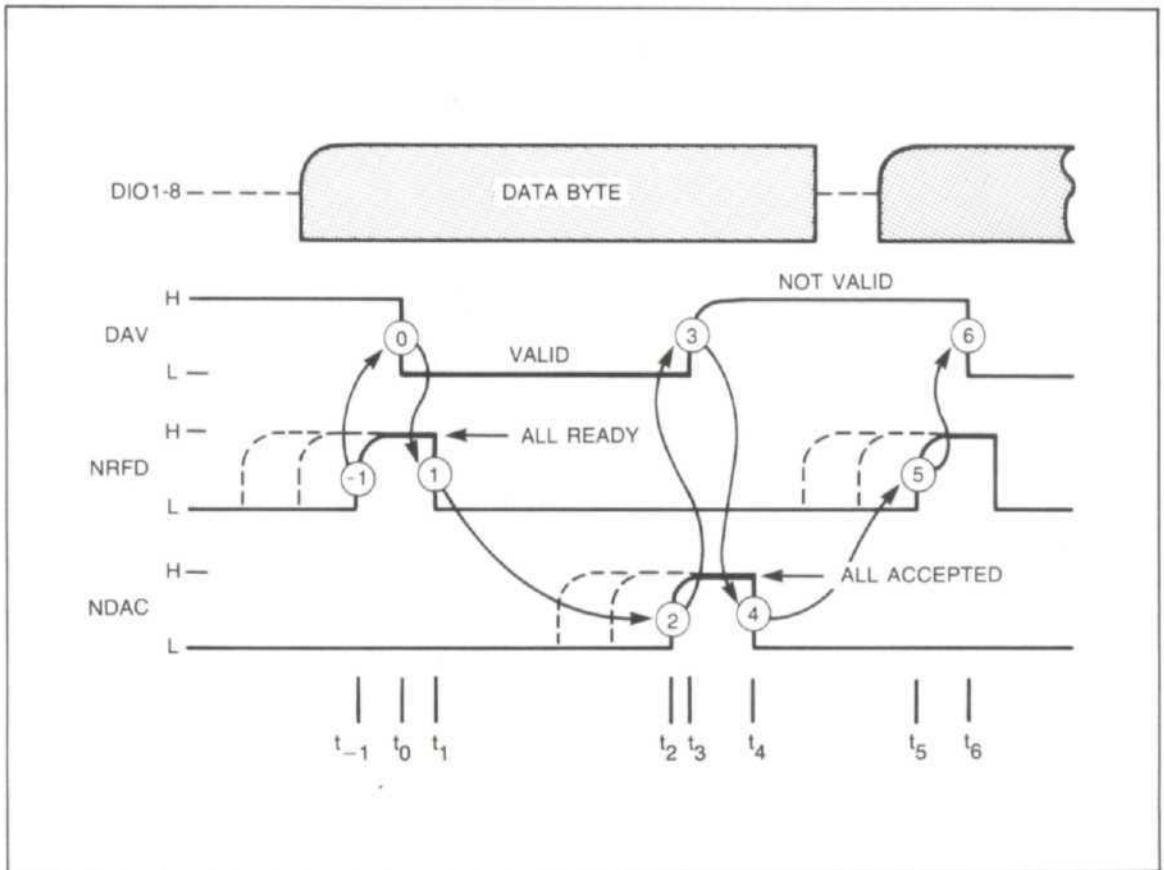 DIO1-8
DATA BYTE
NOT VALID
H
DAV
0
3
6
VALID
L
H
ALL READY
NRFD
-1
1
5
L
H
ALL ACCEPTED
NDAC
2
4
L
t-1 t0 t1 t2 t3 t4 t5 t6